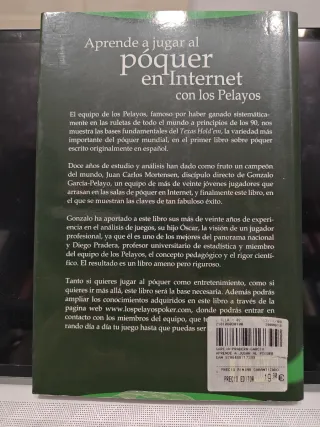 Aprende a jugar al
póquer
en Internet
con los Pelayos
El equipo de los Pelayos, famoso por haber ganado sistemática-
mente en las ruletas de todo el mundo a principios de los 90, nos
muestra las bases fundamentales del Texas Hold'em, la variedad más
importante del póquer mundial, en el primer libro sobre póquer
escrito originalmente en español.
Doce años de estudio y análisis han dado como fruto un campeón
del mundo, Juan Carlos Mortensen, discípulo directo de Gonzalo
García-Pelayo, un equipo de más de veinte jóvenes jugadores que
arrasan en las salas de póquer en Internet, y finalmente este libro, en
el que se muestran las claves de tan fabuloso éxito.
Gonzalo ha aportado a este libro sus más de veinte años de experien-
cia en el análisis de juegos, su hijo Óscar, la visión de un jugador
profesional, ya que él es uno de los mejores del panorama nacional
y Diego Pradera, profesor universitario de estadística y miembro
del equipo de los Pelayos, el concepto pedagógico y el rigor cientí-
fico. El resultado es un libro ameno pero riguroso.
Tanto si quieres jugar al póquer como entretenimiento, como si
quieres ir más allá, este libro será la base necesaria. Además podrás
ampliar los conocimientos adquiridos en este libro a través de la
página web www.lospelayospoker.com, donde podrás entrar en
contacto con los miembros del equipo, que te
rando día a día tu juego hasta que puedas ser
PRECIO EDITOR